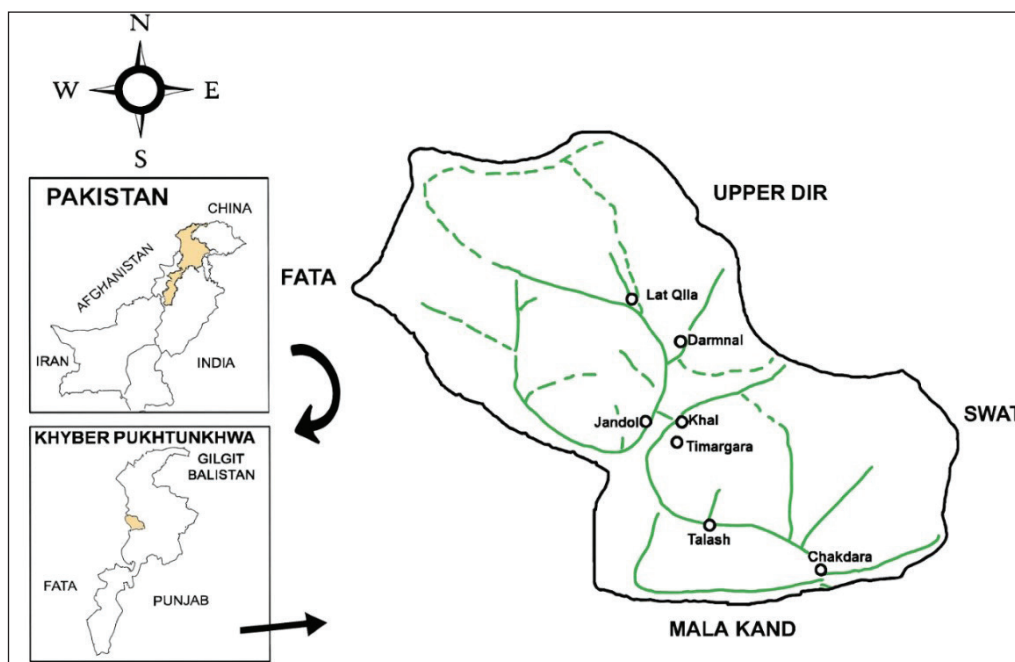 N
W E
S
PAKISTAN
CHINA
AFGHANISTAN
IRAN
INDIA
KHYBER PUKHTUNKHWA
GILGIT
BALISTAN
FATA
PUNJAB
UPPER DIR
FATA
Lat Qlla
Darmnal
Jandol
Khal
Timargara
SWAT
Talash
Chakdara
MALA KAND